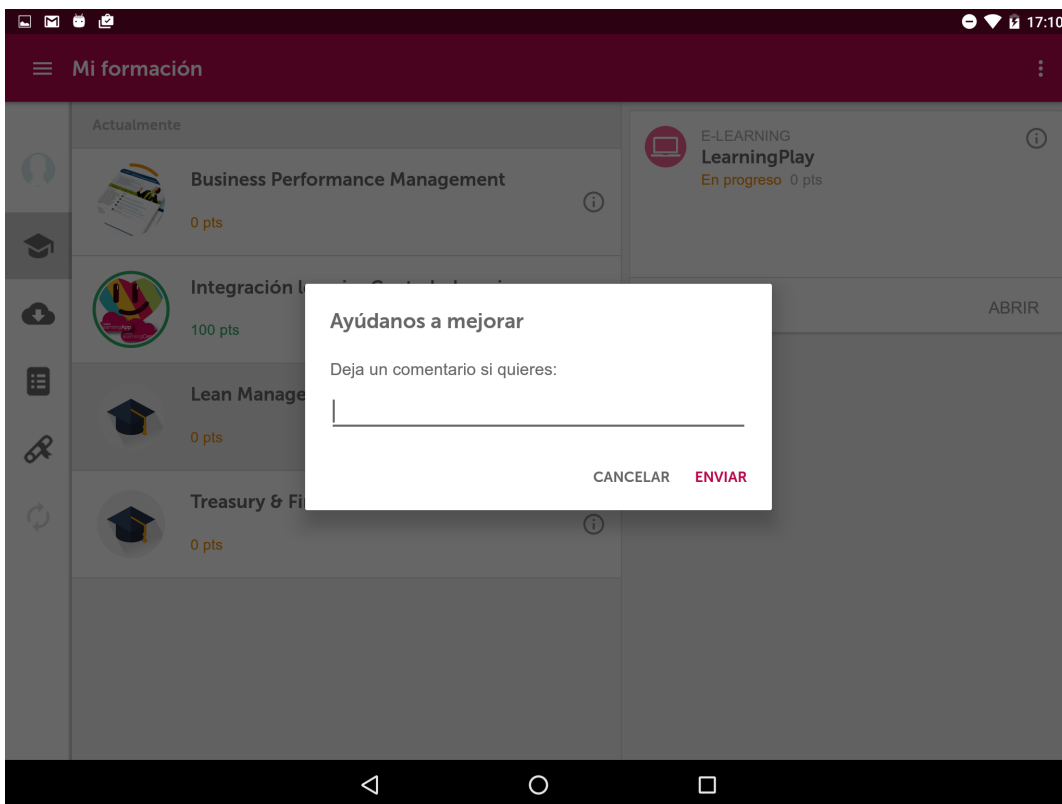 17:10
Mi formación
Actualmente
Business Performance Management
0 pts
Integración
100 pts
Lean Manage
0 pts
Treasury & Fi
0 pts
E-LEARNING
LearningPlay
En progreso 0 pts
ABRIR
Ayúdanos a mejorar
Deja un comentario si quieres:
CANCELAR
ENVIAR